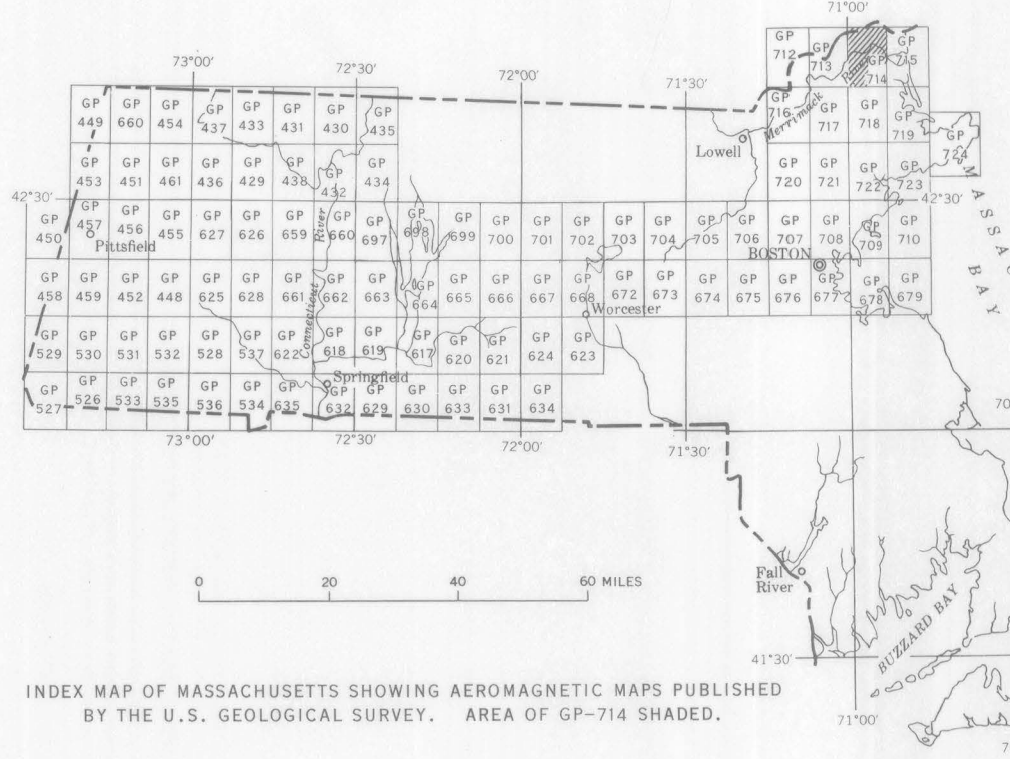 71°00'
73°00'
72°30'
72°00'
71°30'
GP 712
GP 713
GP 714
GP 715
River
GP 449
GP 660
GP 454
GP 437
GP 433
GP 431
GP 430
GP 435
GP 716
Merrimack
GP 717
GP 718
GP 719
GP 724
Lowell
GP 453
GP 451
GP 461
GP 436
GP 429
GP 438
GP 432
GP 434
GP 720
GP 721
GP 722
GP 723
42°30'
42°30'
MASSA
BAY
GP 450
GP 457
GP 456
GP 455
GP 627
GP 626
GP 659
River
GP 660
GP 697
GP 698
GP 699
GP 700
GP 701
GP 702
GP 703
GP 704
GP 705
GP 706
GP 707
GP 708
GP 709
GP 710
Pittsfield
BOSTON
GP 458
GP 459
GP 452
GP 448
GP 625
GP 628
GP 661
GP 662
GP 663
GP 664
GP 665
GP 666
GP 667
GP 668
GP 672
GP 673
GP 674
GP 675
GP 676
GP 677
GP 678
GP 679
Worcester
Connecticut
GP 529
GP 530
GP 531
GP 532
GP 528
GP 537
GP 622
GP 618
GP 619
GP 617
GP 620
GP 621
GP 624
GP 623
Springfield
GP 527
GP 526
GP 533
GP 535
GP 536
GP 534
GP 635
GP 632
GP 629
GP 630
GP 633
GP 631
GP 634
70
73°00'
72°30'
72°00'
71°30'
0 20 40 60 MILES
Fall
River
BUZZARD BAY
41°30'
71°00'
7
INDEX MAP OF MASSACHUSETTS SHOWING AEROMAGNETIC MAPS PUBLISHED
BY THE U.S. GEOLOGICAL SURVEY. AREA OF GP-714 SHADED.